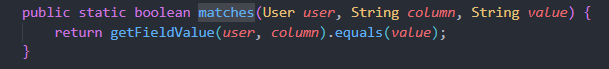 public static boolean matches(User user, String column, String value) {
    return getFieldValue(user, column).equals(value);
}